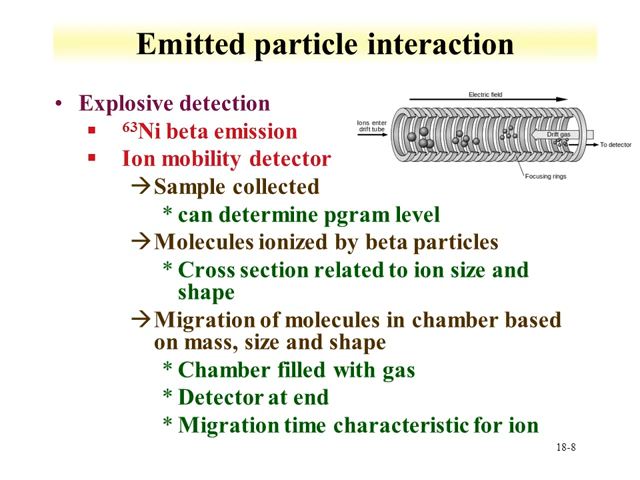 Emitted particle interaction
• Explosive detection
▪ ⁶³Ni beta emission
▪ Ion mobility detector
→Sample collected
* can determine pgram level
→Molecules ionized by beta particles
* Cross section related to ion size and
shape
→Migration of molecules in chamber based
on mass, size and shape
* Chamber filled with gas
* Detector at end
* Migration time characteristic for ion
Electric field
Ions enter
drift tube
Drift gas
To detector
Focusing rings
18-8